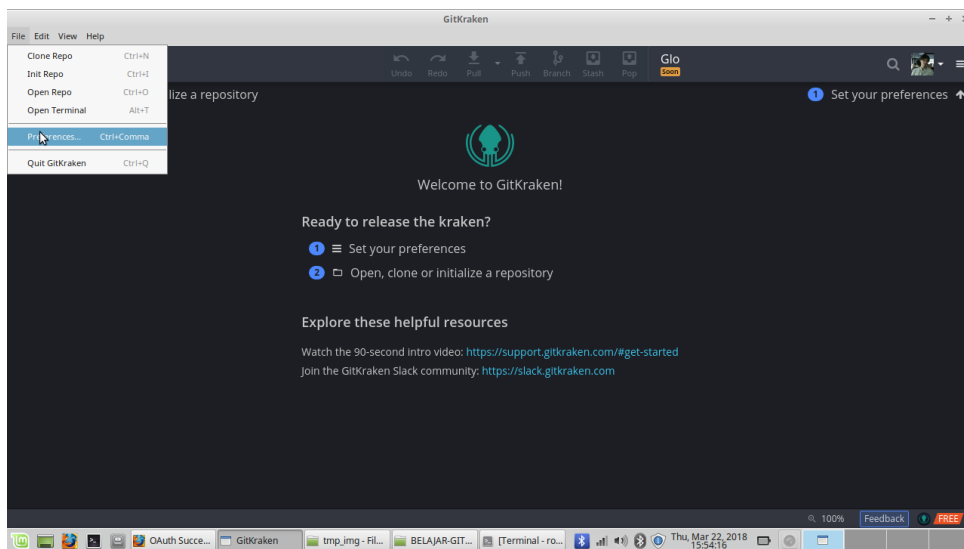 GitKraken
File Edit View Help
Clone Repo Ctrl+N
Init Repo Ctrl+I
Open Repo Ctrl+O
Open Terminal Alt+T
Preferences... Ctrl+Comma
Quit GitKraken Ctrl+Q
Undo Redo Pull Push Branch Stash Pop
Glo
Soon
lize a repository
1 Set your preferences
Welcome to GitKraken!
Ready to release the kraken?
1 Set your preferences
2 Open, clone or initialize a repository
Explore these helpful resources
Watch the 90-second intro video: https://support.gitkraken.com/#get-started
Join the GitKraken Slack community: https://slack.gitkraken.com
100% Feedback FREE
OAuth Succe... GitKraken tmp_img - Fil... BELAJAR-GIT... [Terminal - ro... Thu, Mar 22, 2018
15:54:16